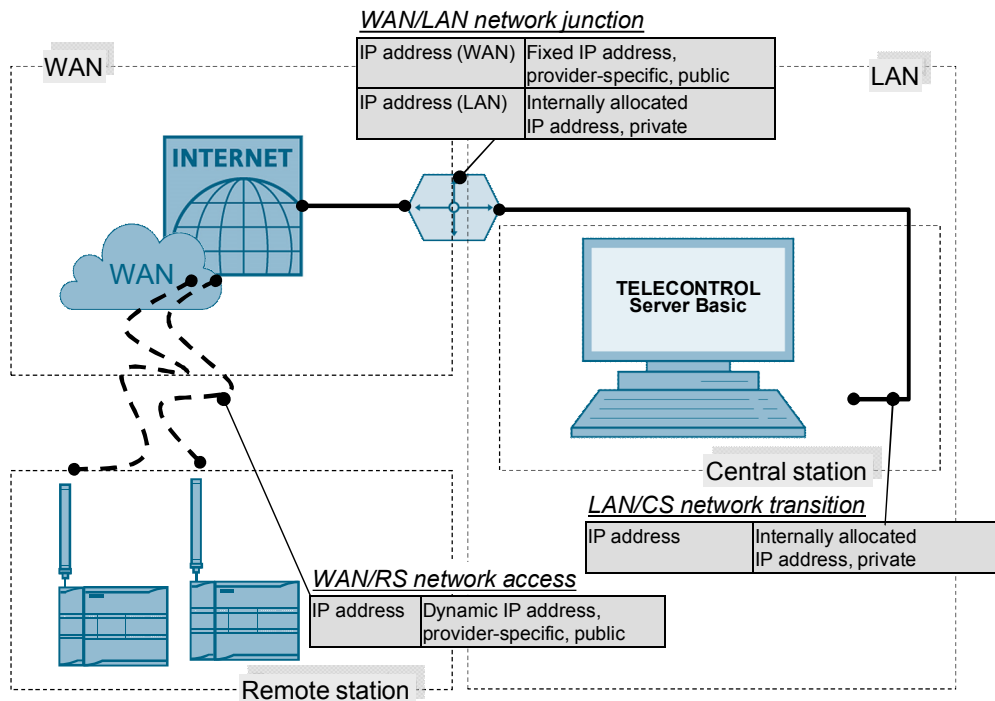 WAN/LAN network junction
WAN
LAN
IP address (WAN) Fixed IP address,
provider-specific, public
IP address (LAN) Internally allocated
IP address, private
INTERNET
WAN
TELECONTROL
Server Basic
Central station
LAN/CS network transition
IP address Internally allocated
IP address, private
WAN/RS network access
IP address Dynamic IP address,
provider-specific, public
Remote station